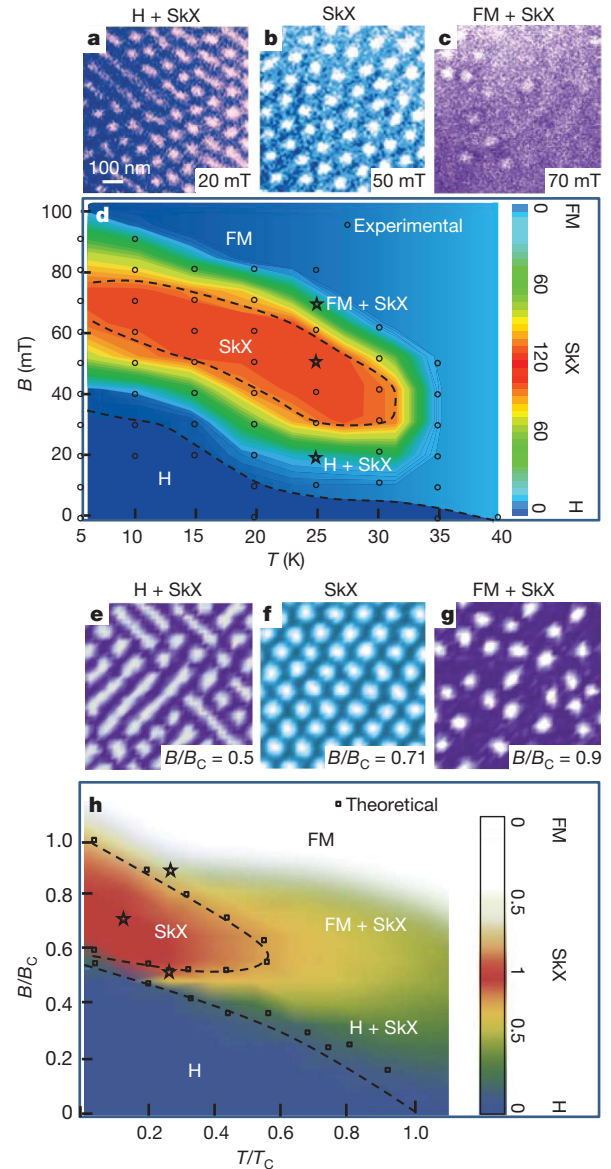 H + SkX SkX FM + SkX
a b c
100 nm 20 mT 50 mT 70 mT
d
FM Experimental
FM + SkX
SkX
H + SkX
H
100
80
60
40
20
0
B (mT)
5 10 15 20 25 30 35 40
T (K)
0 FM
60
120 SkX
60
0 H
H + SkX SkX FM + SkX
e f g
B/BC = 0.5 B/BC = 0.71 B/BC = 0.9
h
Theoretical
FM
SkX FM + SkX
H + SkX
H
1.0
0.8
0.6
0.4
0.2
0
B/BC
0.2 0.4 0.6 0.8 1.0
T/TC
0 FM
0.5
1 SkX
0.5
0 H